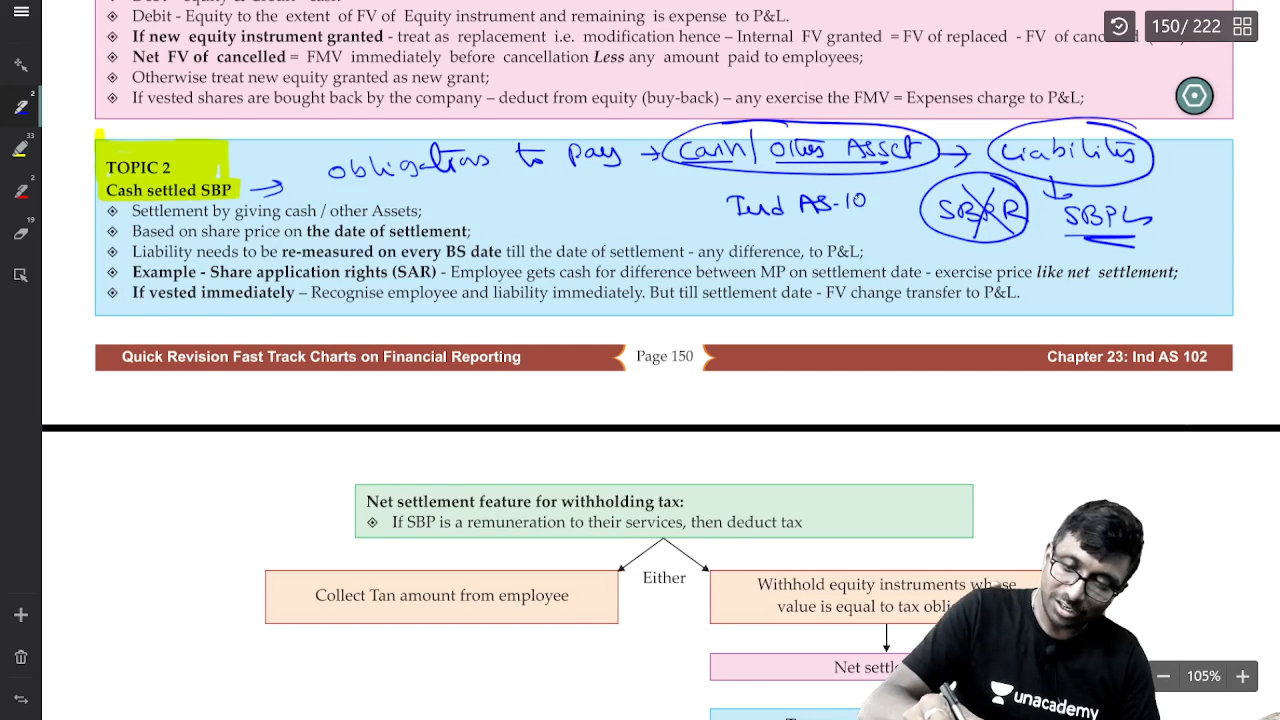 150 / 222
Debit - Equity to the extent of FV of Equity instrument and remaining is expense to P&L.
If new equity instrument granted - treat as replacement i.e. modification hence – Internal FV granted = FV of replaced - FV of
Net FV of cancelled = FMV immediately before cancellation Less any amount paid to employees;
Otherwise treat new equity granted as new grant;
If vested shares are bought back by the company – deduct from equity (buy-back) – any exercise the FMV = Expenses charge to P&L;
obligations to pay → Cash / Other Asset → Liability
TOPIC 2
Cash settled SBP →
Ind AS-10
SBRR
SBPL
Settlement by giving cash / other Assets;
Based on share price on the date of settlement;
Liability needs to be re-measured on every BS date till the date of settlement - any difference, to P&L;
Example - Share application rights (SAR) - Employee gets cash for difference between MP on settlement date - exercise price like net settlement;
If vested immediately – Recognise employee and liability immediately. But till settlement date - FV change transfer to P&L.
Quick Revision Fast Track Charts on Financial Reporting
Page 150
Chapter 23: Ind AS 102
Net settlement feature for withholding tax:
If SBP is a remuneration to their services, then deduct tax
Either
Collect Tan amount from employee
Withhold equity instruments whose
value is equal to tax
Net
105%
unacademy
2
33
2
19